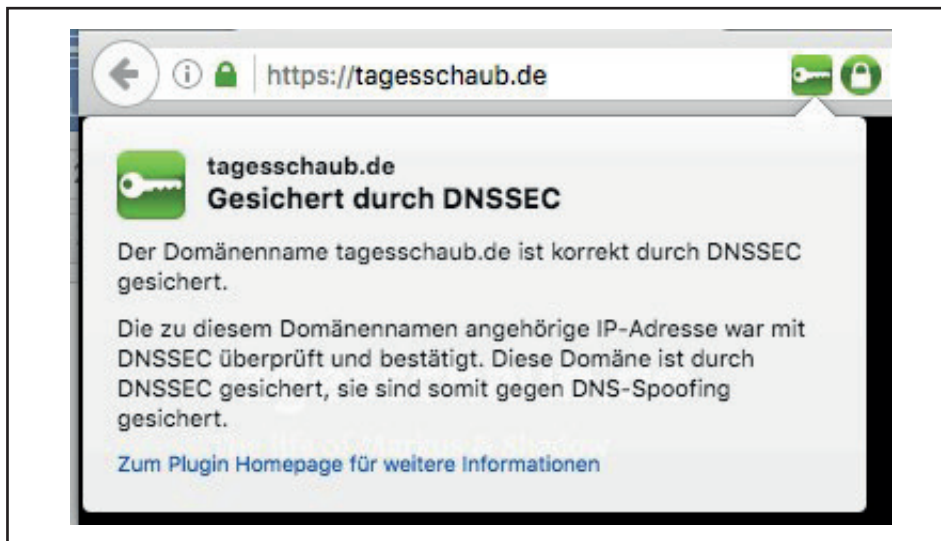 https://tagesschaub.de
tagesschaub.de
Gesichert durch DNSSEC
Der Domänenname tagesschaub.de ist korrekt durch DNSSEC
gesichert.
Die zu diesem Domänennamen angehörige IP-Adresse war mit
DNSSEC überprüft und bestätigt. Diese Domäne ist durch
DNSSEC gesichert, sie sind somit gegen DNS-Spoofing
gesichert.
Zum Plugin Homepage für weitere Informationen